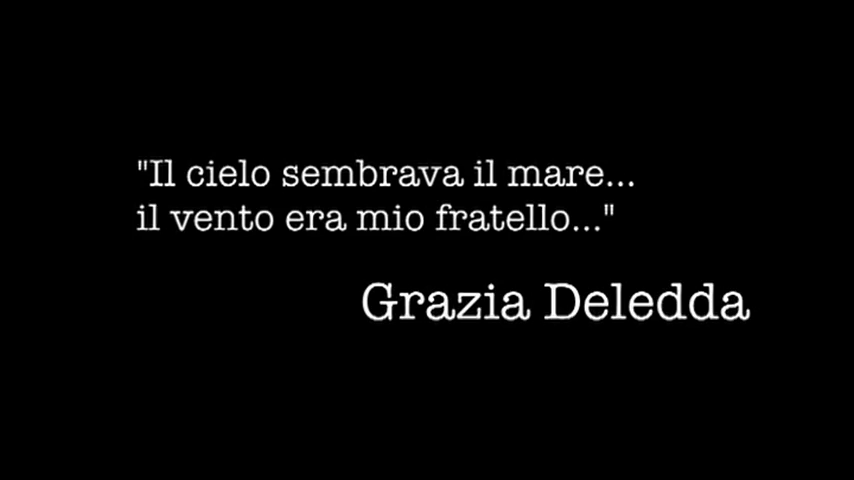 "Il cielo sembrava il mare...
il vento era mio fratello..."
Grazia Deledda